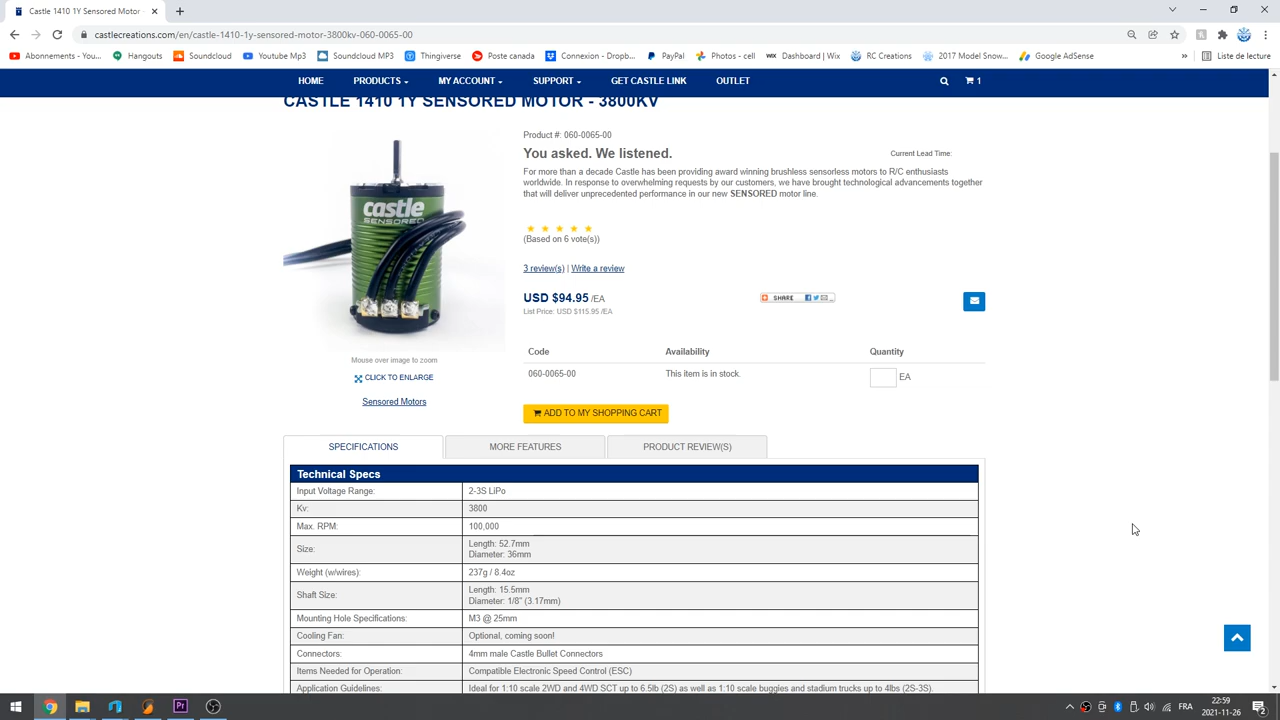 Castle 1410 1Y Sensored Motor -
castlecreations.com/en/castle-1410-1y-sensored-motor-3800kv-060-0065-00
Abonnements - You...
Hangouts
Soundcloud
Youtube Mp3
Soundcloud MP3
Thingiverse
Poste canada
Connexion - Dropb...
PayPal
Photos - cell
Dashboard | Wix
RC Creations
2017 Model Snow...
Google AdSense
»
Liste de lecture
HOME
PRODUCTS
MY ACCOUNT
SUPPORT
GET CASTLE LINK
OUTLET
1
CASTLE 1410 1Y SENSORED MOTOR - 3800KV
castle
SENSORED
Product #: 060-0065-00
You asked. We listened.
Current Lead Time:
For more than a decade Castle has been providing award winning brushless sensorless motors to R/C enthusiasts
worldwide. In response to overwhelming requests by our customers, we have brought technological advancements together
that will deliver unprecedented performance in our new SENSORED motor line.
(Based on 6 vote(s))
3 review(s) | Write a review
USD $94.95 /EA
SHARE
List Price: USD $115.95 /EA
Code Availability Quantity
060-0065-00 This item is in stock. EA
Mouse over image to zoom
CLICK TO ENLARGE
Sensored Motors
ADD TO MY SHOPPING CART
SPECIFICATIONS
MORE FEATURES
PRODUCT REVIEW(S)
Technical Specs
Input Voltage Range: 2-3S LiPo
Kv: 3800
Max. RPM: 100,000
Size: Length: 52.7mm
Diameter: 36mm
Weight (w/wires): 237g / 8.4oz
Shaft Size: Length: 15.5mm
Diameter: 1/8" (3.17mm)
Mounting Hole Specifications: M3 @ 25mm
Cooling Fan: Optional, coming soon!
Connectors: 4mm male Castle Bullet Connectors
Items Needed for Operation: Compatible Electronic Speed Control (ESC)
Application Guidelines: Ideal for 1:10 scale 2WD and 4WD SCT up to 6.5lb (2S) as well as 1:10 scale buggies and stadium trucks up to 4lbs (2S-3S).
Pr
FRA
22:59
2021-11-26
2